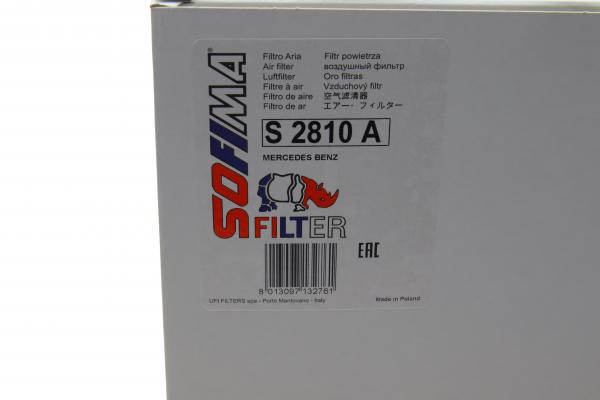 SOFIMA
Filtro Aria
Air filter
Luftfilter
Filtre à air
Filtro de aire
Filtro de ar
Filtr powietrza
воздушный фильтр
Oro filtras
Vzduchový filtr
空气滤清器
エアー・フィルター
S 2810 A
MERCEDES BENZ
FILTER
EAC
8 013097 132761
UFI FILTERS spa - Porto Mantovano - Italy
Made in Poland